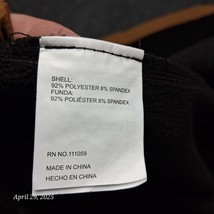 SHELL:
92% POLYESTER 8% SPANDEX
FUNDA:
92% POLIÉSTER 8% SPANDEX
RN NO.111059
MADE IN CHINA
HECHO EN CHINA
April 29, 2025